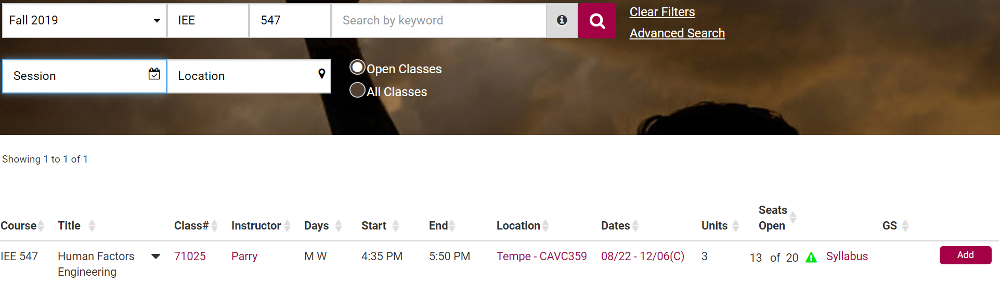 Fall 2019 IEE 547 Search by keyword Clear Filters
Advanced Search
Session Location Open Classes
All Classes
Showing 1 to 1 of 1
Course Title Class# Instructor Days Start End Location Dates Units Seats Open GS
IEE 547 Human Factors Engineering 71025 Parry M W 4:35 PM 5:50 PM Tempe - CAVC359 08/22 - 12/06(C) 3 13 of 20 Syllabus Add